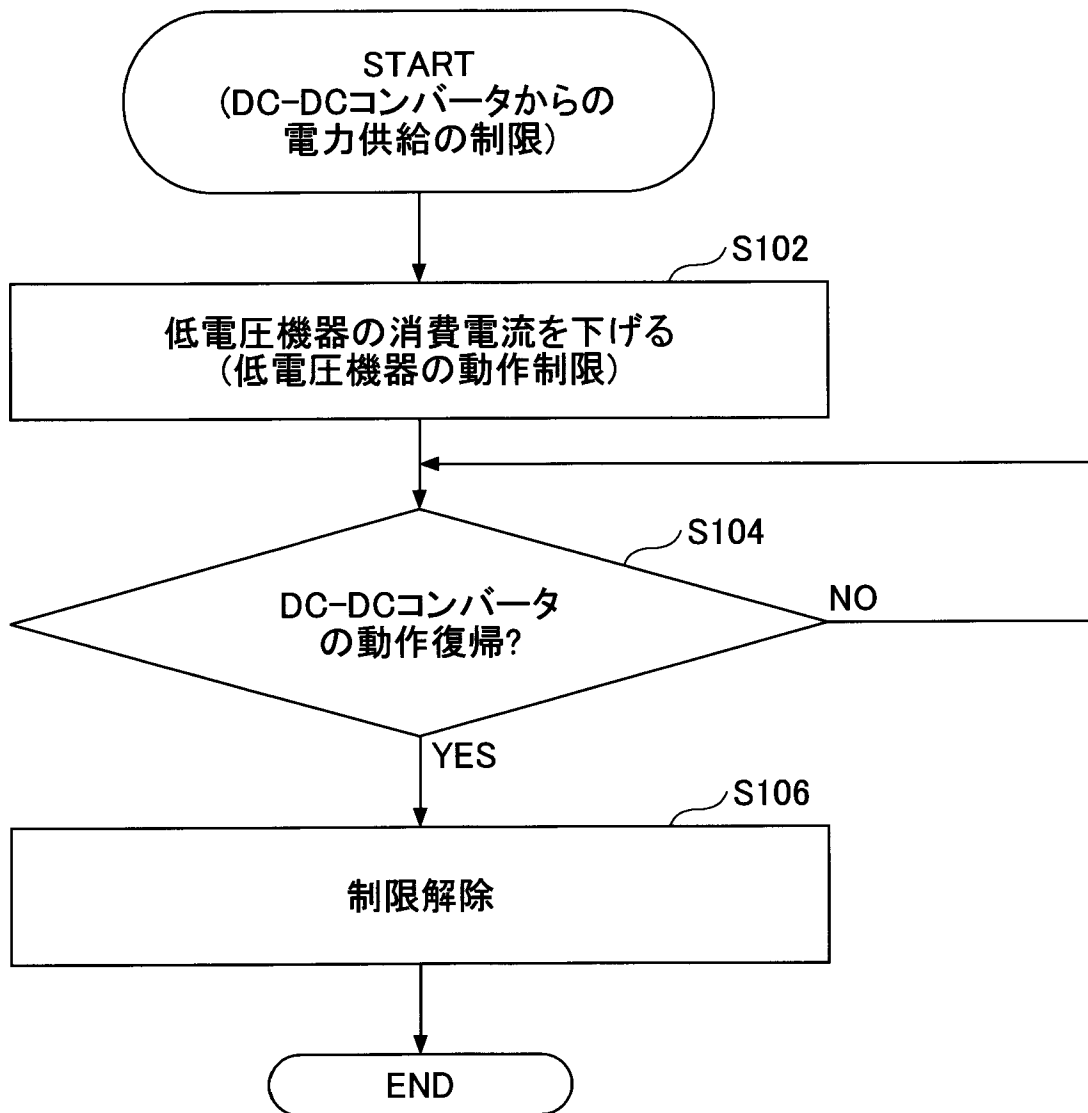 START
(DC-DCコンバータからの
電力供給の制限)
S102
低電圧機器の消費電流を下げる
(低電圧機器の動作制限)
S104
DC-DCコンバータ
の動作復帰?
NO
YES
S106
制限解除
END